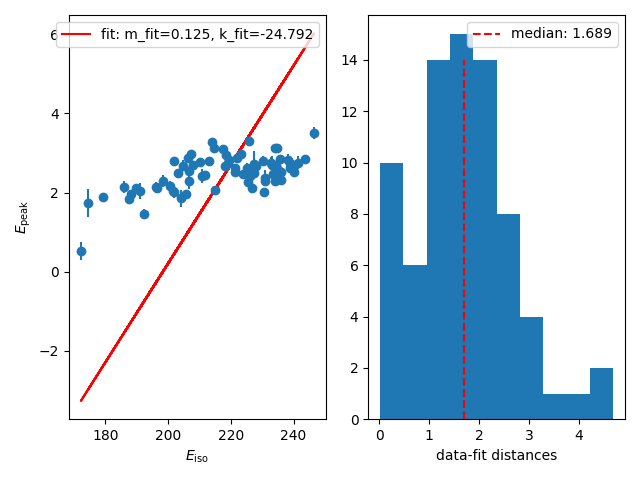 fit: m_fit=0.125, k_fit=-24.792
6
4
2
0
−2
E_peak
180 200 220 240
E_iso
median: 1.689
14
12
10
8
6
4
2
0
0 1 2 3 4
data-fit distances